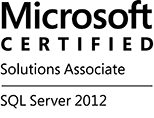 Microsoft
CERTIFIED
Solutions Associate
SQL Server 2012